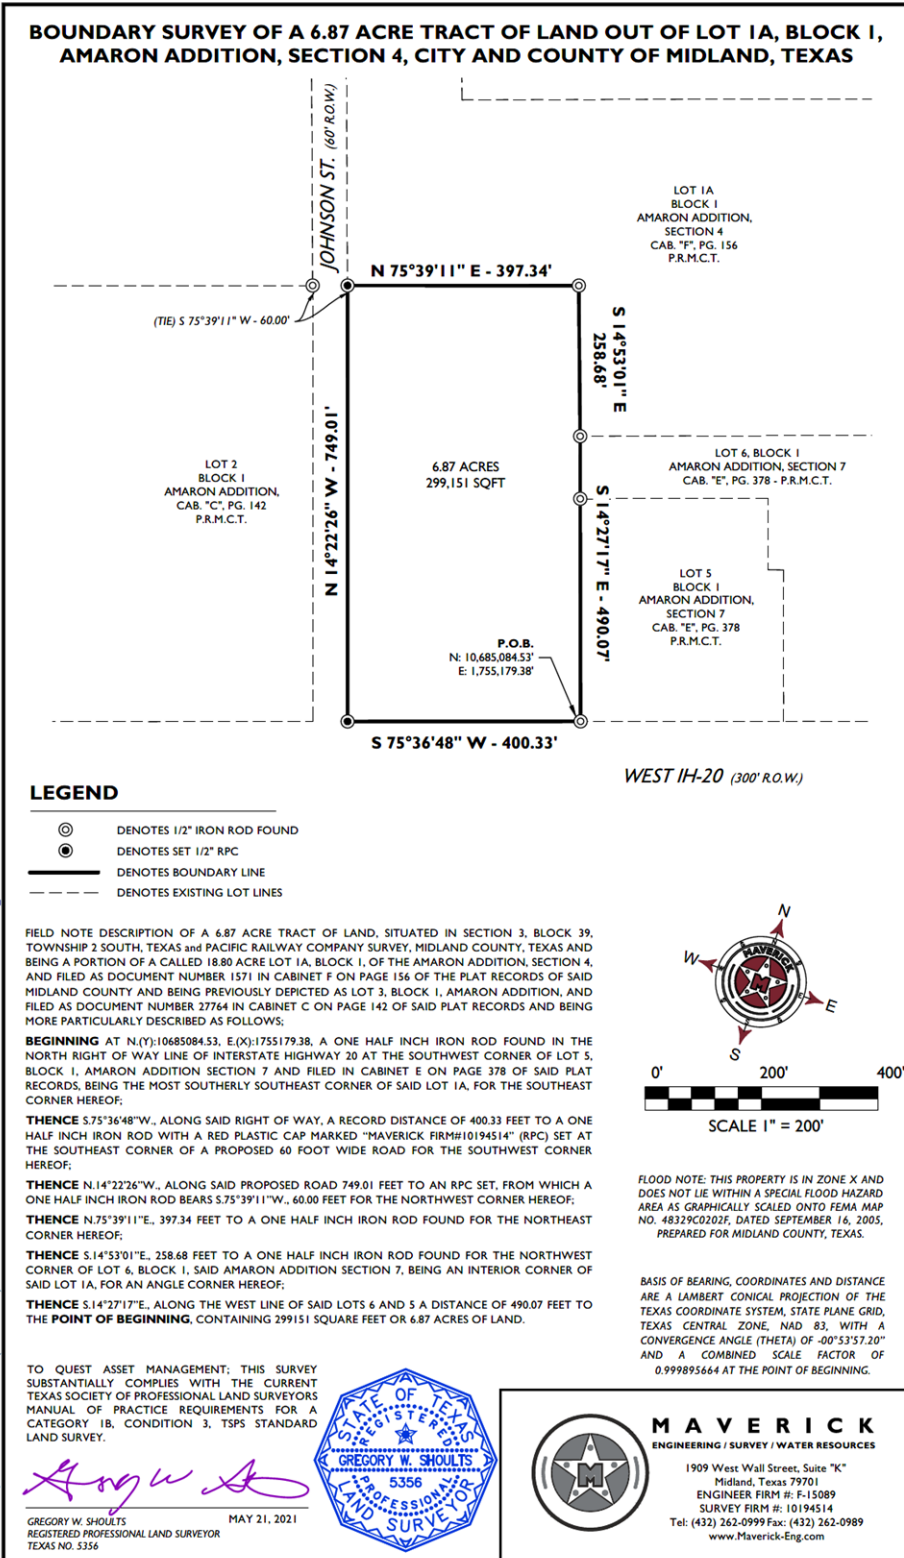 BOUNDARY SURVEY OF A 6.87 ACRE TRACT OF LAND OUT OF LOT 1A, BLOCK 1,
AMARON ADDITION, SECTION 4, CITY AND COUNTY OF MIDLAND, TEXAS
JOHNSON ST. (60' R.O.W.)
LOT 1A
BLOCK 1
AMARON ADDITION,
SECTION 4
CAB. "F", PG. 156
P.R.M.C.T.
N 75°39'11" E - 397.34'
(TIE) S 75°39'11" W - 60.00'
S 14°53'01" E
258.68'
N 14°22'26" W - 749.01'
LOT 2
BLOCK 1
AMARON ADDITION,
CAB. "C", PG. 142
P.R.M.C.T.
6.87 ACRES
299,151 SQFT
LOT 6, BLOCK 1
AMARON ADDITION, SECTION 7
CAB. "E", PG. 378 - P.R.M.C.T.
S 14°27'17" E - 490.07'
LOT 5
BLOCK 1
AMARON ADDITION,
SECTION 7
CAB. "E", PG. 378
P.R.M.C.T.
P.O.B.
N: 10,685,084.53'
E: 1,755,179.38'
S 75°36'48" W - 400.33'
WEST IH-20 (300' R.O.W.)
LEGEND
DENOTES 1/2" IRON ROD FOUND
DENOTES SET 1/2" RPC
DENOTES BOUNDARY LINE
DENOTES EXISTING LOT LINES
FIELD NOTE DESCRIPTION OF A 6.87 ACRE TRACT OF LAND, SITUATED IN SECTION 3, BLOCK 39,
TOWNSHIP 2 SOUTH, TEXAS and PACIFIC RAILWAY COMPANY SURVEY, MIDLAND COUNTY, TEXAS AND
BEING A PORTION OF A CALLED 18.80 ACRE LOT 1A, BLOCK 1, OF THE AMARON ADDITION, SECTION 4,
AND FILED AS DOCUMENT NUMBER 1571 IN CABINET F ON PAGE 156 OF THE PLAT RECORDS OF SAID
MIDLAND COUNTY AND BEING PREVIOUSLY DEPICTED AS LOT 3, BLOCK 1, AMARON ADDITION, AND
FILED AS DOCUMENT NUMBER 27764 IN CABINET C ON PAGE 142 OF SAID PLAT RECORDS AND BEING
MORE PARTICULARLY DESCRIBED AS FOLLOWS;
BEGINNING AT N.(Y):10685084.53, E.(X):1755179.38, A ONE HALF INCH IRON ROD FOUND IN THE
NORTH RIGHT OF WAY LINE OF INTERSTATE HIGHWAY 20 AT THE SOUTHWEST CORNER OF LOT 5,
BLOCK 1, AMARON ADDITION SECTION 7 AND FILED IN CABINET E ON PAGE 378 OF SAID PLAT
RECORDS, BEING THE MOST SOUTHERLY SOUTHEAST CORNER OF SAID LOT 1A, FOR THE SOUTHEAST
CORNER HEREOF;
THENCE S.75°36'48"W., ALONG SAID RIGHT OF WAY, A RECORD DISTANCE OF 400.33 FEET TO A ONE
HALF INCH IRON ROD WITH A RED PLASTIC CAP MARKED "MAVERICK FIRM#10194514" (RPC) SET AT
THE SOUTHEAST CORNER OF A PROPOSED 60 FOOT WIDE ROAD FOR THE SOUTHWEST CORNER
HEREOF;
THENCE N.14°22'26"W., ALONG SAID PROPOSED ROAD 749.01 FEET TO AN RPC SET, FROM WHICH A
ONE HALF INCH IRON ROD BEARS S.75°39'11"W., 60.00 FEET FOR THE NORTHWEST CORNER HEREOF;
THENCE N.75°39'11"E., 397.34 FEET TO A ONE HALF INCH IRON ROD FOUND FOR THE NORTHEAST
CORNER HEREOF;
THENCE S.14°53'01"E., 258.68 FEET TO A ONE HALF INCH IRON ROD FOUND FOR THE NORTHWEST
CORNER OF LOT 6, BLOCK 1, SAID AMARON ADDITION SECTION 7, BEING AN INTERIOR CORNER OF
SAID LOT 1A, FOR AN ANGLE CORNER HEREOF;
THENCE S.14°27'17"E., ALONG THE WEST LINE OF SAID LOTS 6 AND 5 A DISTANCE OF 490.07 FEET TO
THE POINT OF BEGINNING, CONTAINING 299151 SQUARE FEET OR 6.87 ACRES OF LAND.
N
W
MAVERICK
M
E
S
0' 200' 400'
SCALE 1" = 200'
FLOOD NOTE: THIS PROPERTY IS IN ZONE X AND
DOES NOT LIE WITHIN A SPECIAL FLOOD HAZARD
AREA AS GRAPHICALLY SCALED ONTO FEMA MAP
NO. 48329C0202F, DATED SEPTEMBER 16, 2005,
PREPARED FOR MIDLAND COUNTY, TEXAS.
BASIS OF BEARING, COORDINATES AND DISTANCE
ARE A LAMBERT CONICAL PROJECTION OF THE
TEXAS COORDINATE SYSTEM, STATE PLANE GRID,
TEXAS CENTRAL ZONE, NAD 83, WITH A
CONVERGENCE ANGLE (THETA) OF -00°53'57.20"
AND A COMBINED SCALE FACTOR OF
0.999895664 AT THE POINT OF BEGINNING.
TO QUEST ASSET MANAGEMENT; THIS SURVEY
SUBSTANTIALLY COMPLIES WITH THE CURRENT
TEXAS SOCIETY OF PROFESSIONAL LAND SURVEYORS
MANUAL OF PRACTICE REQUIREMENTS FOR A
CATEGORY 1B, CONDITION 3, TSPS STANDARD
LAND SURVEY.
GREGORY W. SHOULTS
REGISTERED PROFESSIONAL LAND SURVEYOR
TEXAS NO. 5356
MAY 21, 2021
STATE OF TEXAS
REGISTERED
GREGORY W. SHOULTS
5356
PROFESSIONAL
LAND SURVEYOR
M
MAVERICK
ENGINEERING / SURVEY / WATER RESOURCES
1909 West Wall Street, Suite "K"
Midland, Texas 79701
ENGINEER FIRM #: F-15089
SURVEY FIRM #: 10194514
Tel: (432) 262-0999 Fax: (432) 262-0989
www.Maverick-Eng.com